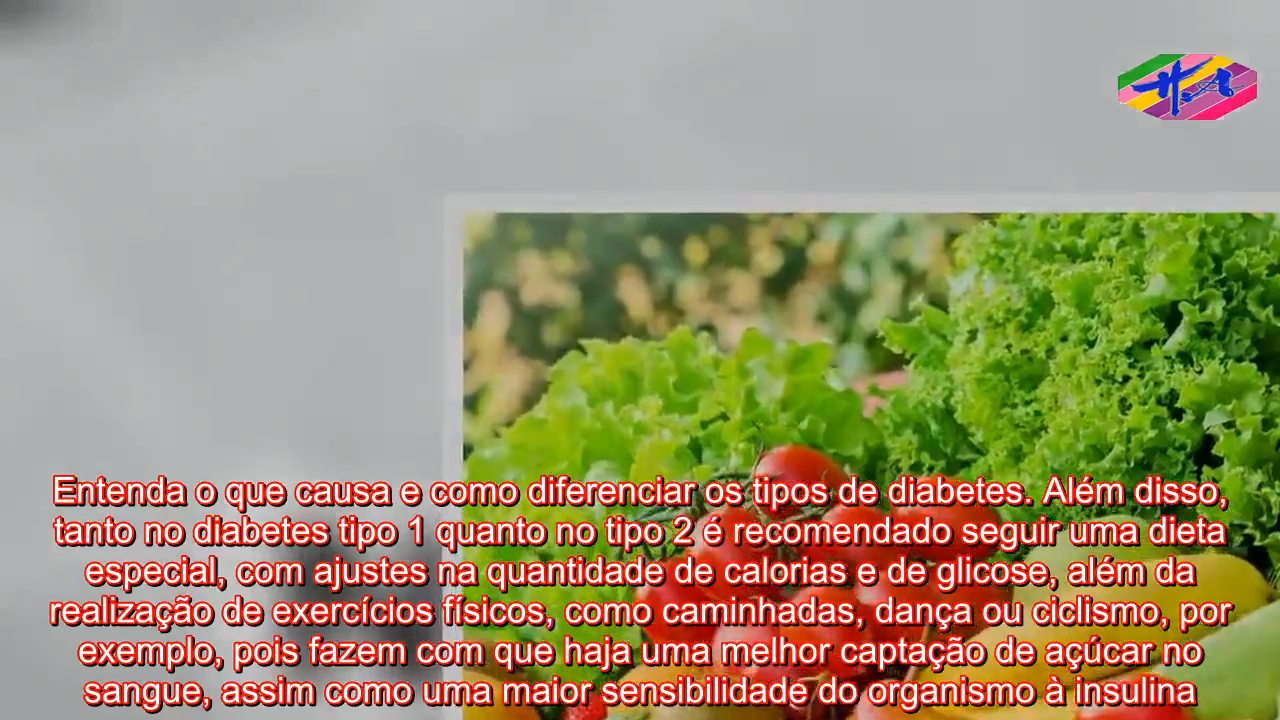 H.A
Entenda o que causa e como diferenciar os tipos de diabetes. Além disso,
tanto no diabetes tipo 1 quanto no tipo 2 é recomendado seguir uma dieta
especial, com ajustes na quantidade de calorias e de glicose, além da
realização de exercícios físicos, como caminhadas, dança ou ciclismo, por
exemplo, pois fazem com que haja uma melhor captação de açúcar no
sangue, assim como uma maior sensibilidade do organismo à insulina